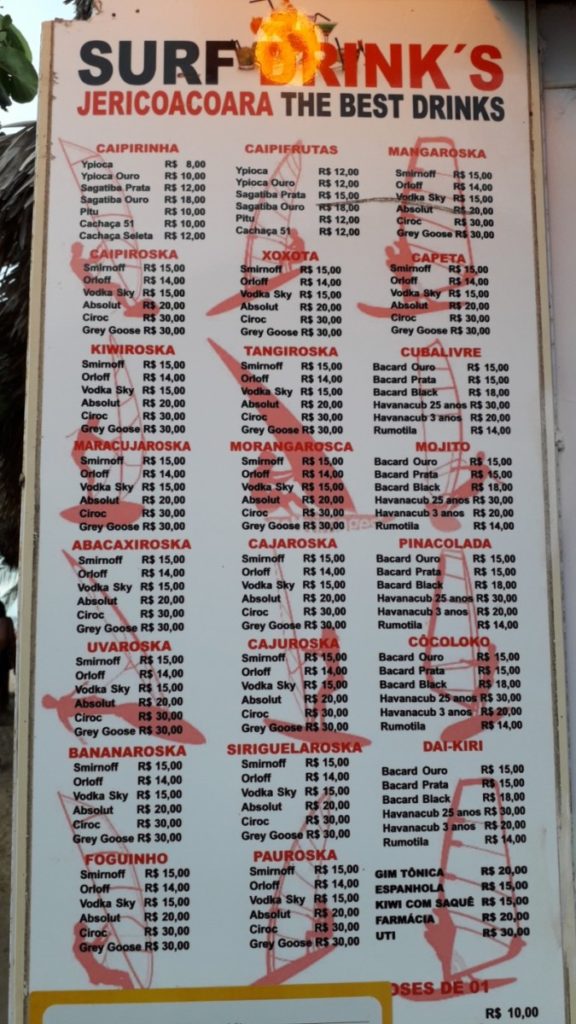 SURF DRINK´S
JERICOACOARA THE BEST DRINKS
CAIPIRINHA
Ypioca R$ 8,00
Ypioca Ouro R$ 10,00
Sagatiba Prata R$ 12,00
Sagatiba Ouro R$ 18,00
Pitu R$ 10,00
Cachaça 51 R$ 10,00
Cachaça Seleta R$ 12,00
CAIPIROSKA
Smirnoff R$ 15,00
Orloff R$ 14,00
Vodka Sky R$ 15,00
Absolut R$ 20,00
Ciroc R$ 30,00
Grey Goose R$ 30,00
KIWIROSKA
Smirnoff R$ 15,00
Orloff R$ 14,00
Vodka Sky R$ 15,00
Absolut R$ 20,00
Ciroc R$ 30,00
Grey Goose R$ 30,00
MARACUJAROSKA
Smirnoff R$ 15,00
Orloff R$ 14,00
Vodka Sky R$ 15,00
Absolut R$ 20,00
Ciroc R$ 30,00
Grey Goose R$ 30,00
ABACAXIROSKA
Smirnoff R$ 15,00
Orloff R$ 14,00
Vodka Sky R$ 15,00
Absolut R$ 20,00
Ciroc R$ 30,00
Grey Goose R$ 30,00
UVAROSKA
Smirnoff R$ 15,00
Orloff R$ 14,00
Vodka Sky R$ 15,00
Absolut R$ 20,00
Ciroc R$ 30,00
Grey Goose R$ 30,00
BANANAROSKA
Smirnoff R$ 15,00
Orloff R$ 14,00
Vodka Sky R$ 15,00
Absolut R$ 20,00
Ciroc R$ 30,00
Grey Goose R$ 30,00
FOGUINHO
Smirnoff R$ 15,00
Orloff R$ 14,00
Vodka Sky R$ 15,00
Absolut R$ 20,00
Ciroc R$ 30,00
Grey Goose R$ 30,00
CAIPIFRUTAS
Ypioca R$ 12,00
Ypioca Ouro R$ 12,00
Sagatiba Prata R$ 15,00
Sagatiba Ouro R$ 18,00
Pitu R$ 12,00
Cachaça 51 R$ 12,00
XOXOTA
Smirnoff R$ 15,00
Orloff R$ 14,00
Vodka Sky R$ 15,00
Absolut R$ 20,00
Ciroc R$ 30,00
Grey Goose R$ 30,00
TANGIROSKA
Smirnoff R$ 15,00
Orloff R$ 14,00
Vodka Sky R$ 15,00
Absolut R$ 20,00
Ciroc R$ 30,00
Grey Goose R$ 30,00
MORANGAROSCA
Smirnoff R$ 15,00
Orloff R$ 14,00
Vodka Sky R$ 15,00
Absolut R$ 20,00
Ciroc R$ 30,00
Grey Goose R$ 30,00
CAJAROSKA
Smirnoff R$ 15,00
Orloff R$ 14,00
Vodka Sky R$ 15,00
Absolut R$ 20,00
Ciroc R$ 30,00
Grey Goose R$ 30,00
CAJUROSKA
Smirnoff R$ 15,00
Orloff R$ 14,00
Vodka Sky R$ 15,00
Absolut R$ 20,00
Ciroc R$ 30,00
Grey Goose R$ 30,00
SIRIGUELAROSKA
Smirnoff R$ 15,00
Orloff R$ 14,00
Vodka Sky R$ 15,00
Absolut R$ 20,00
Ciroc R$ 30,00
Grey Goose R$ 30,00
PAUROSKA
Smirnoff R$ 15,00
Orloff R$ 14,00
Vodka Sky R$ 15,00
Absolut R$ 20,00
Ciroc R$ 30,00
Grey Goose R$ 30,00
MANGAROSKA
Smirnoff R$ 15,00
Orloff R$ 14,00
Vodka Sky R$ 15,00
Absolut R$ 20,00
Ciroc R$ 30,00
Grey Goose R$ 30,00
CAPETA
Smirnoff R$ 15,00
Orloff R$ 14,00
Vodka Sky R$ 15,00
Absolut R$ 20,00
Ciroc R$ 30,00
Grey Goose R$ 30,00
CUBALIVRE
Bacard Ouro R$ 15,00
Bacard Prata R$ 15,00
Bacard Black R$ 18,00
Havanacub 25 anos R$ 30,00
Havanacub 3 anos R$ 20,00
Rumotila R$ 14,00
MOJITO
Bacard Ouro R$ 15,00
Bacard Prata R$ 15,00
Bacard Black R$ 18,00
Havanacub 25 anos R$ 30,00
Havanacub 3 anos R$ 20,00
Rumotila R$ 14,00
PINACOLADA
Bacard Ouro R$ 15,00
Bacard Prata R$ 15,00
Bacard Black R$ 18,00
Havanacub 25 anos R$ 30,00
Havanacub 3 anos R$ 20,00
Rumotila R$ 14,00
CÔCOLOKO
Bacard Ouro R$ 15,00
Bacard Prata R$ 15,00
Bacard Black R$ 18,00
Havanacub 25 anos R$ 30,00
Havanacub 3 anos R$ 20,00
Rumotila R$ 14,00
DAI-KIRI
Bacard Ouro R$ 15,00
Bacard Prata R$ 15,00
Bacard Black R$ 18,00
Havanacub 25 anos R$ 30,00
Havanacub 3 anos R$ 20,00
Rumotila R$ 14,00
GIM TÔNICA R$ 20,00
ESPANHOLA R$ 15,00
KIWI COM SAQUÊ R$ 15,00
FARMÁCIA R$ 20,00
UTI R$ 30,00
OSES DE 01
R$ 10,00